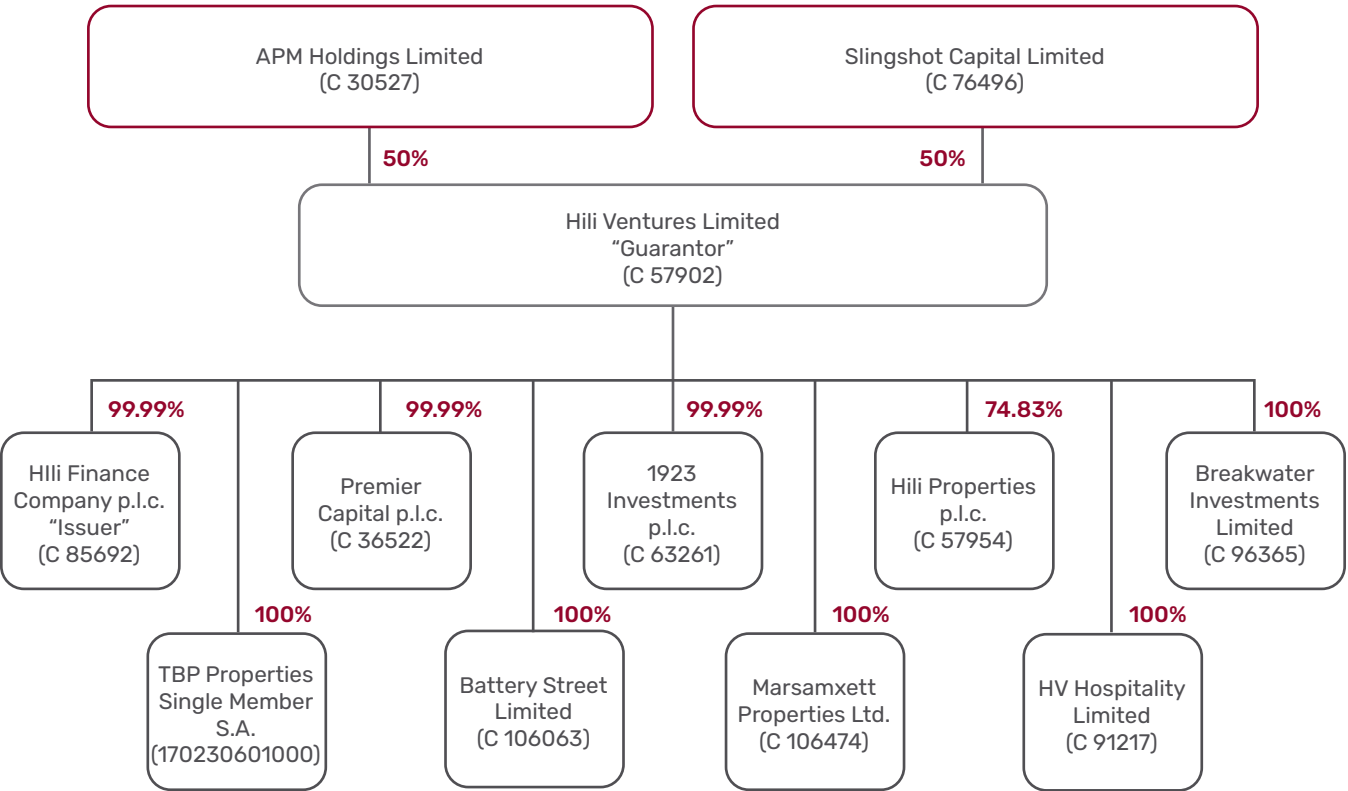 APM Holdings Limited
(C 30527)
Slingshot Capital Limited
(C 76496)
50%
50%
Hili Ventures Limited
“Guarantor”
(C 57902)
99.99%
99.99%
99.99%
74.83%
100%
HIli Finance
Company p.l.c.
“Issuer”
(C 85692)
Premier
Capital p.l.c.
(C 36522)
1923
Investments
p.l.c.
(C 63261)
Hili Properties
p.l.c.
(C 57954)
Breakwater
Investments
Limited
(C 96365)
100%
100%
100%
100%
TBP Properties
Single Member
S.A.
(170230601000)
Battery Street
Limited
(C 106063)
Marsamxett
Properties Ltd.
(C 106474)
HV Hospitality
Limited
(C 91217)